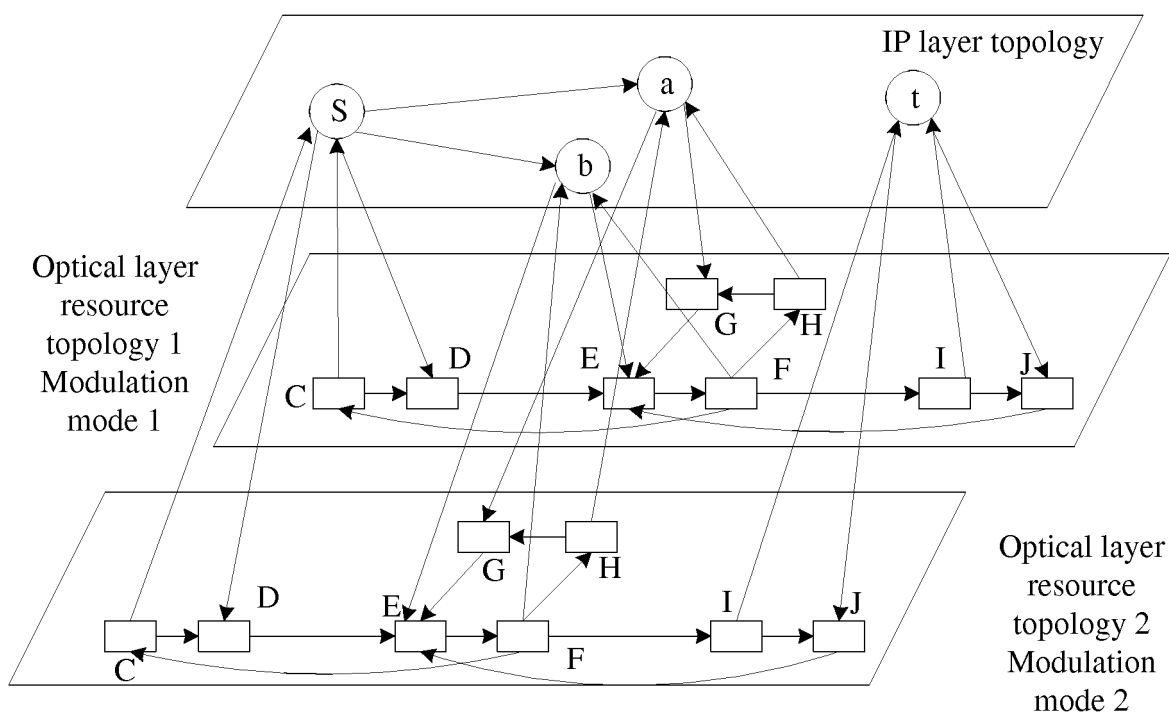 IP layer topology
S
a
t
b
Optical layer
resource
topology 1
Modulation
mode 1
G
H
D
E
F
I
J
C
Optical layer
resource
topology 2
Modulation
mode 2
G
H
D
E
I
J
F
C